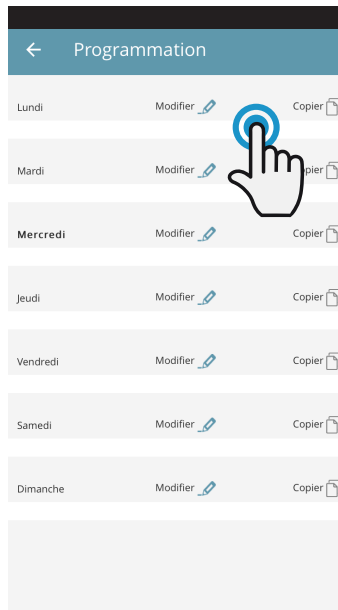 Programmation
Lundi Modifier Copier
Mardi Modifier opier
Mercredi Modifier Copier
Jeudi Modifier Copier
Vendredi Modifier Copier
Samedi Modifier Copier
Dimanche Modifier Copier